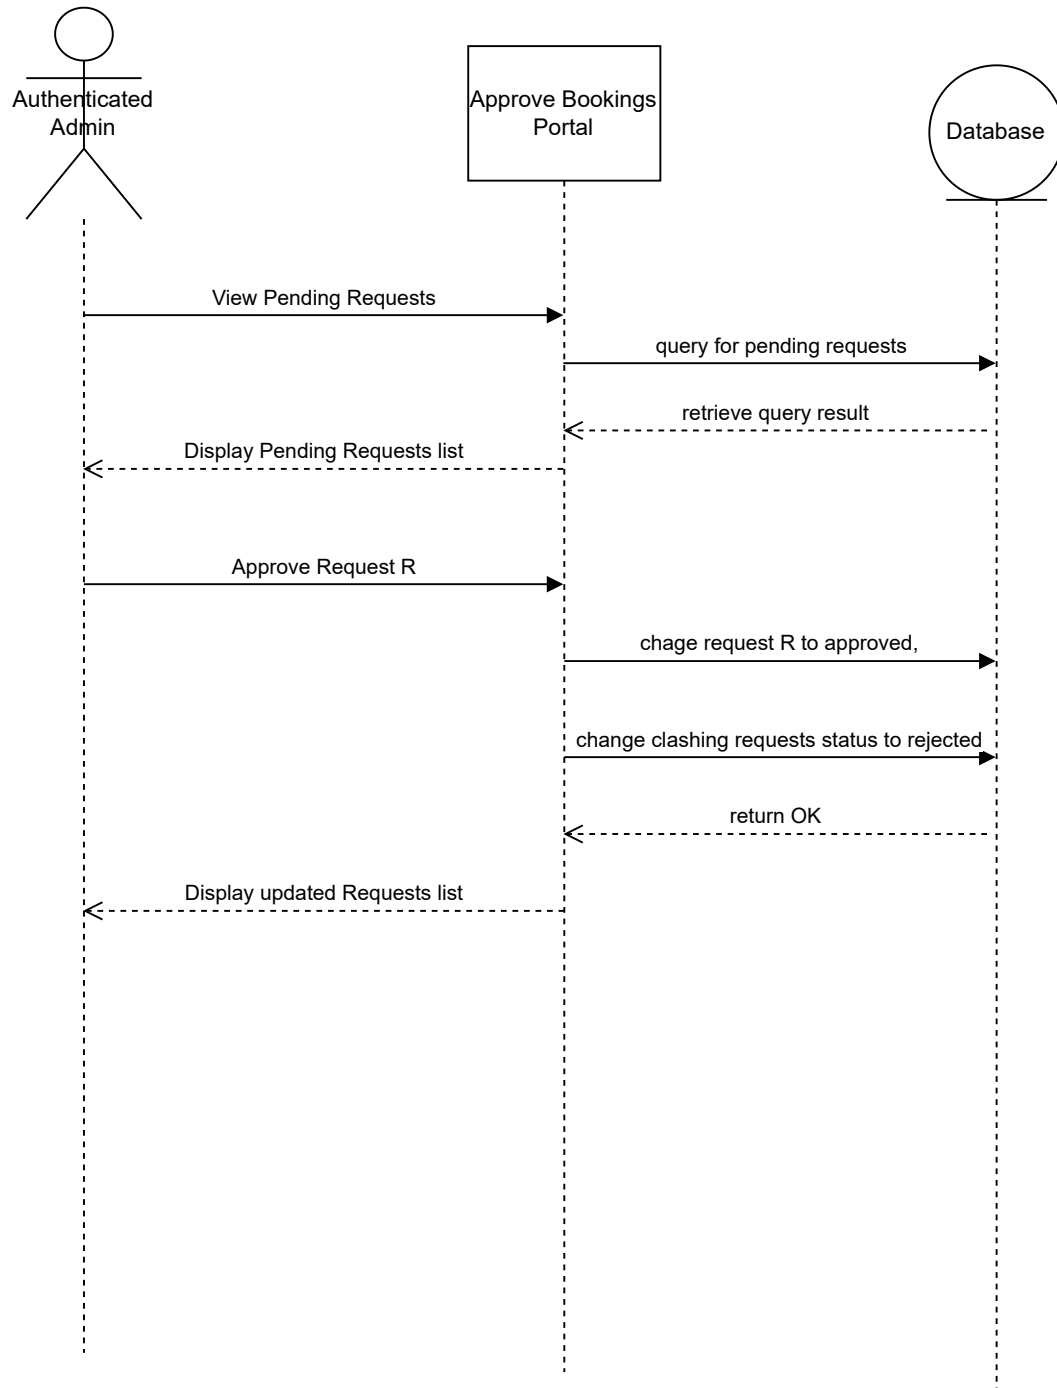 Authenticated
Admin
Approve Bookings
Portal
Database
View Pending Requests
query for pending requests
retrieve query result
Display Pending Requests list
Approve Request R
chage request R to approved,
change clashing requests status to rejected
return OK
Display updated Requests list